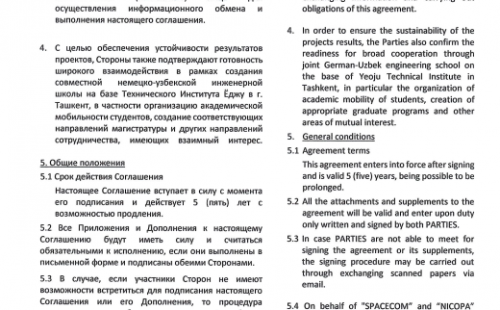 осуществления информационного обмена и
выполнения настоящего соглашения.
4. С целью обеспечения устойчивости результатов
проектов, Стороны также подтверждают готовность
широкого взаимодействия в рамках создания
совместной немецко-узбекской инженерной
школы на базе Технического Института Ёджу в г.
Ташкент, в частности организацию академической
мобильности студентов, создание соответствующих
направлений магистратуры и других направлений
сотрудничества, имеющих взаимный интерес.
5. Общие положения
5.1 Срок действия Соглашения
Настоящее Соглашение вступает в силу с момента
его подписания и действует 5 (пять) лет с
возможностью продления.
5.2 Все Приложения и Дополнения к настоящему
Соглашению будут иметь силу и считаться
обязательными к исполнению, если они выполнены в
письменной форме и подписаны обеими Сторонами.
5.3 В случае, если участники Сторон не имеют
возможности встретиться для подписания настоящего
Соглашения или его Дополнения, то процедура
obligations of this agreement.
4. In order to ensure the sustainability of the
projects results, the Parties also confirm the
readiness for broad cooperation through
joint German-Uzbek engineering school on
the base of Yeoju Technical Institute in
Tashkent, in particular the organization of
academic mobility of students, creation of
appropriate graduate programs and other
areas of mutual interest.
5. General conditions
5.1 Agreement terms
This agreement enters into force after signing
and is valid 5 (five) years, being possible to be
prolonged.
5.2 All the attachments and supplements to the
agreement will be valid and enter upon duty
only written and signed by both PARTIES.
5.3 In case PARTIES are not able to meet for
signing the agreement or its supplements,
the signing procedure may be carried out
through exchanging scanned papers via
email.
5.4 On behalf of "SPACECOM" and "NICOPA"